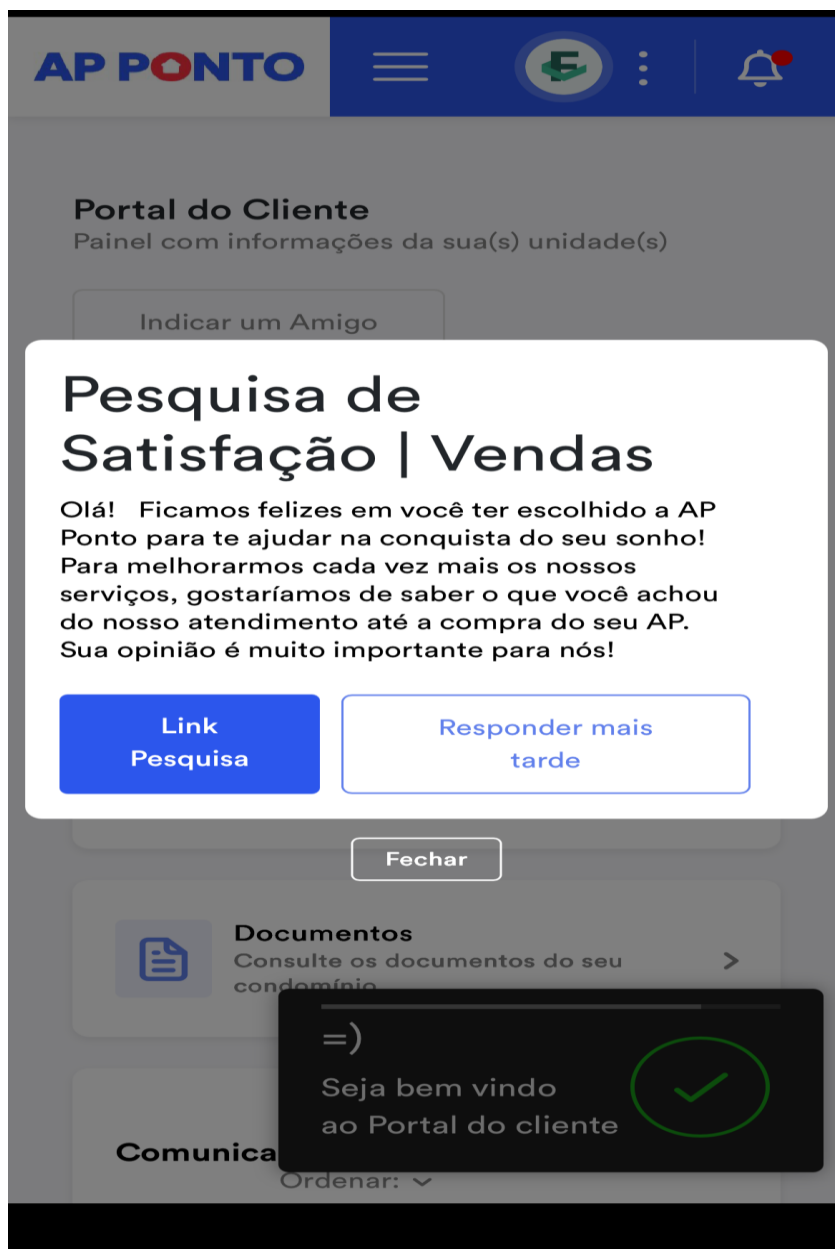 AP PONTO
Portal do Cliente
Painel com informações da sua(s) unidade(s)
Indicar um Amigo
Pesquisa de
Satisfação | Vendas
Olá!   Ficamos felizes em você ter escolhido a AP
Ponto para te ajudar na conquista do seu sonho!
Para melhorarmos cada vez mais os nossos
serviços, gostaríamos de saber o que você achou
do nosso atendimento até a compra do seu AP.
Sua opinião é muito importante para nós!
Link
Pesquisa
Responder mais
tarde
Fechar
Documentos
Consulte os documentos do seu
condomínio
=)
Seja bem vindo
ao Portal do cliente
Comunica
Ordenar: